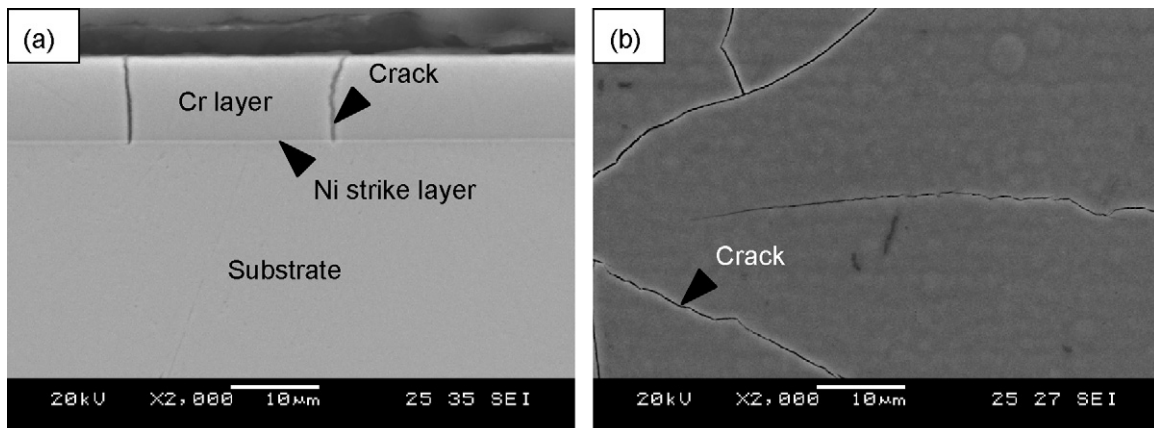 (a)
Crack
Cr layer
Ni strike layer
Substrate
20kV X2,000 10μm 25 35 SEI
(b)
Crack
20kV X2,000 10μm 25 27 SEI